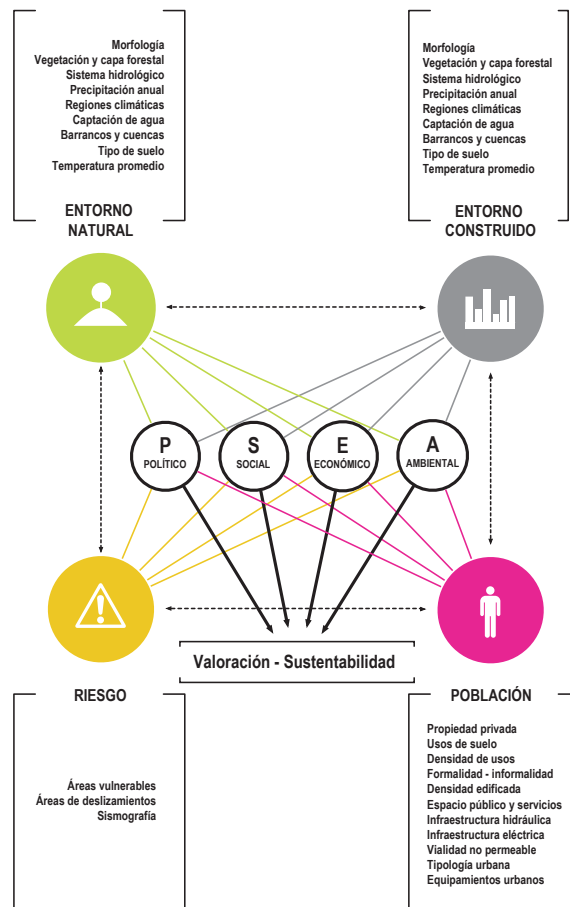 Morfología
Vegetación y capa forestal
Sistema hidrológico
Precipitación anual
Regiones climáticas
Captación de agua
Barrancos y cuencas
Tipo de suelo
Temperatura promedio
ENTORNO
NATURAL
Morfología
Vegetación y capa forestal
Sistema hidrológico
Precipitación anual
Regiones climáticas
Captación de agua
Barrancos y cuencas
Tipo de suelo
Temperatura promedio
ENTORNO
CONSTRUIDO
P
POLÍTICO
S
SOCIAL
E
ECONÓMICO
A
AMBIENTAL
Valoración - Sustentabilidad
RIESGO
Áreas vulnerables
Áreas de deslizamientos
Sismografía
POBLACIÓN
Propiedad privada
Usos de suelo
Densidad de usos
Formalidad - informalidad
Densidad edificada
Espacio público y servicios
Infraestructura hidráulica
Infraestructura eléctrica
Vialidad no permeable
Tipología urbana
Equipamientos urbanos